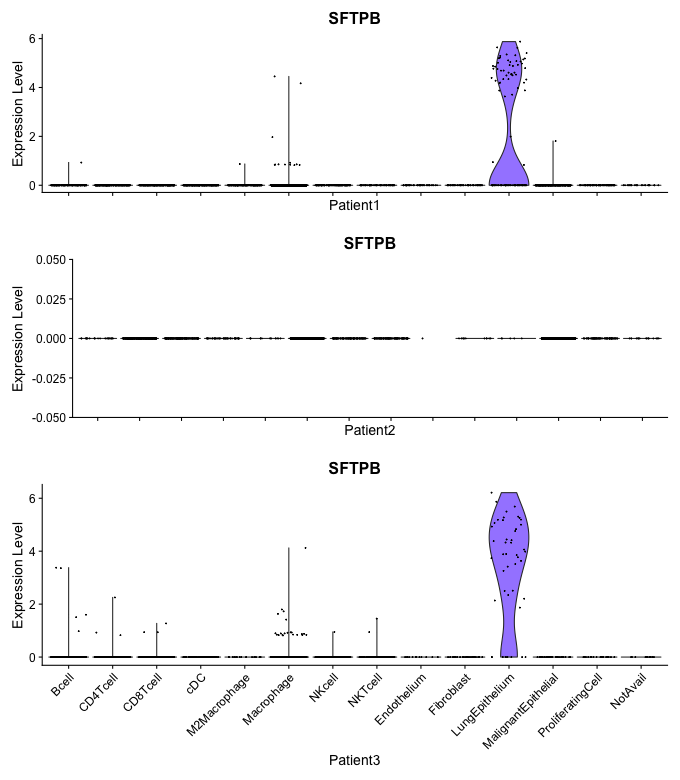 SFTPB
Expression Level
6
4
2
0
Patient1
SFTPB
Expression Level
0.050
0.025
0.000
-0.025
-0.050
Patient2
SFTPB
Expression Level
6
4
2
0
Bcell
CD4Tcell
CD8Tcell
cDC
M2Macrophage
Macrophage
NKcell
NKTcell
Endothelium
Fibroblast
LungEpithelium
MalignantEpithelial
ProliferatingCell
NotAvail
Patient3